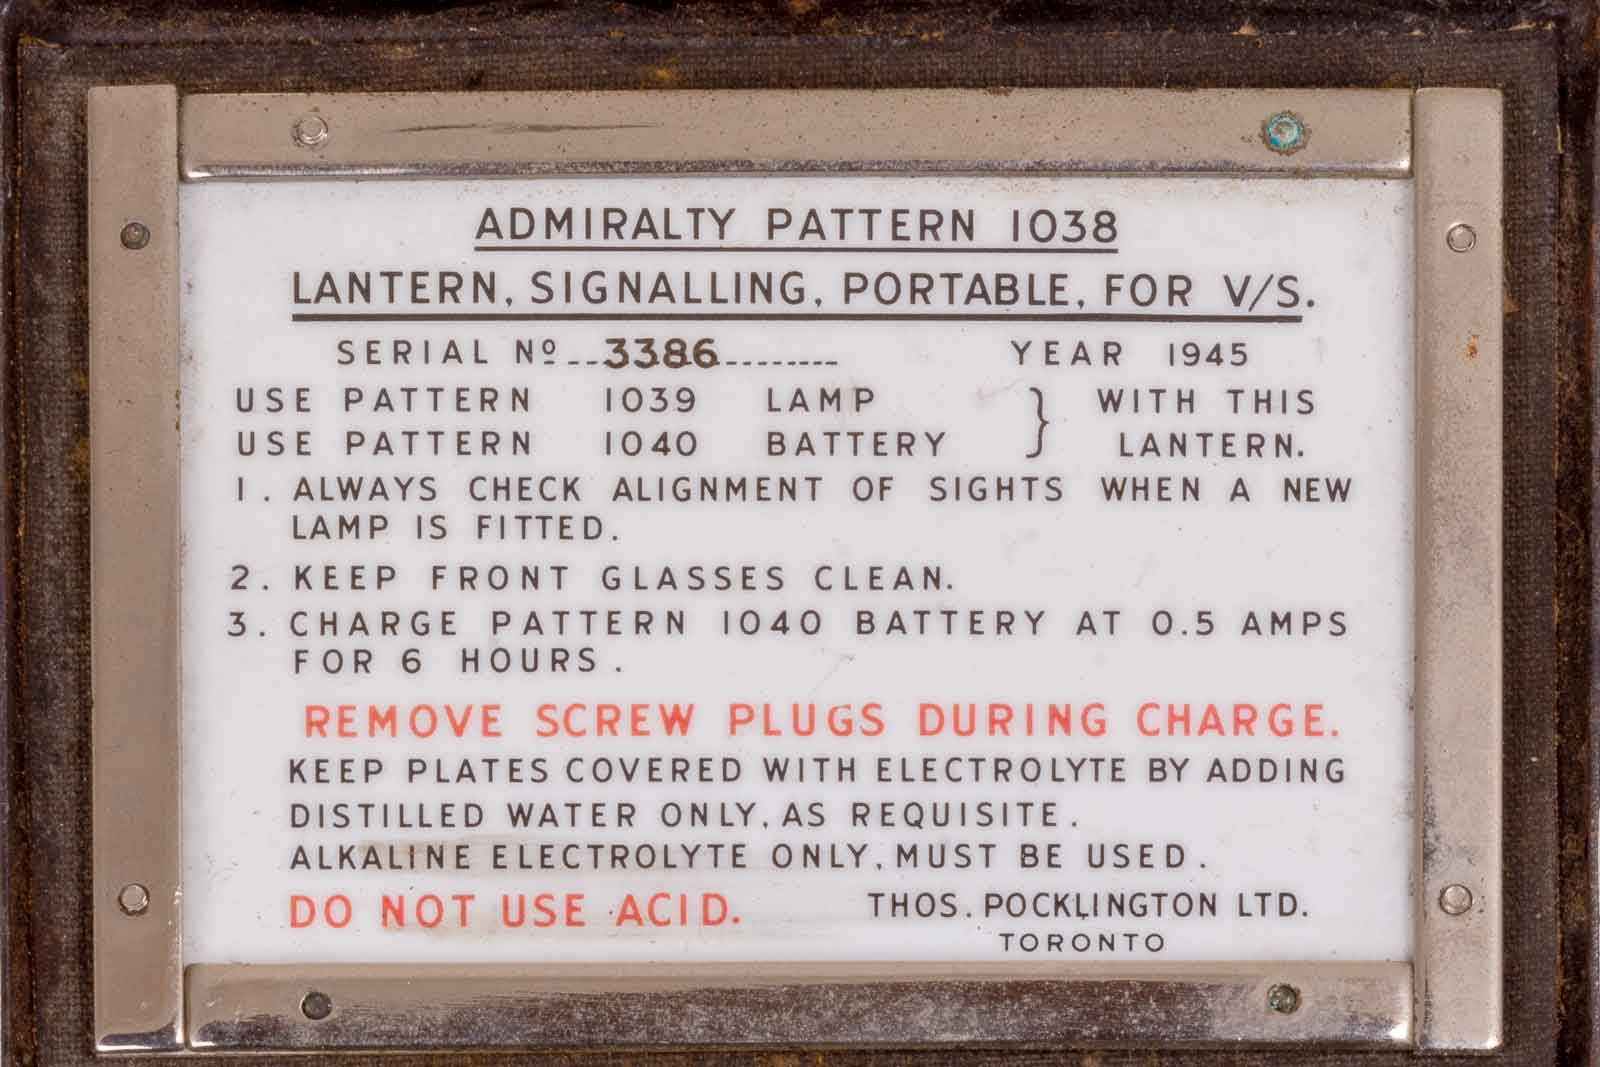 ADMIRALTY PATTERN 1038
LANTERN, SIGNALLING, PORTABLE, FOR V/S.
SERIAL Nº 3386 YEAR 1945
USE PATTERN 1039 LAMP } WITH THIS
USE PATTERN 1040 BATTERY } LANTERN.
1. ALWAYS CHECK ALIGNMENT OF SIGHTS WHEN A NEW
LAMP IS FITTED.
2. KEEP FRONT GLASSES CLEAN.
3. CHARGE PATTERN 1040 BATTERY AT 0.5 AMPS
FOR 6 HOURS.
REMOVE SCREW PLUGS DURING CHARGE.
KEEP PLATES COVERED WITH ELECTROLYTE BY ADDING
DISTILLED WATER ONLY, AS REQUISITE.
ALKALINE ELECTROLYTE ONLY, MUST BE USED.
DO NOT USE ACID. THOS. POCKLINGTON LTD.
TORONTO